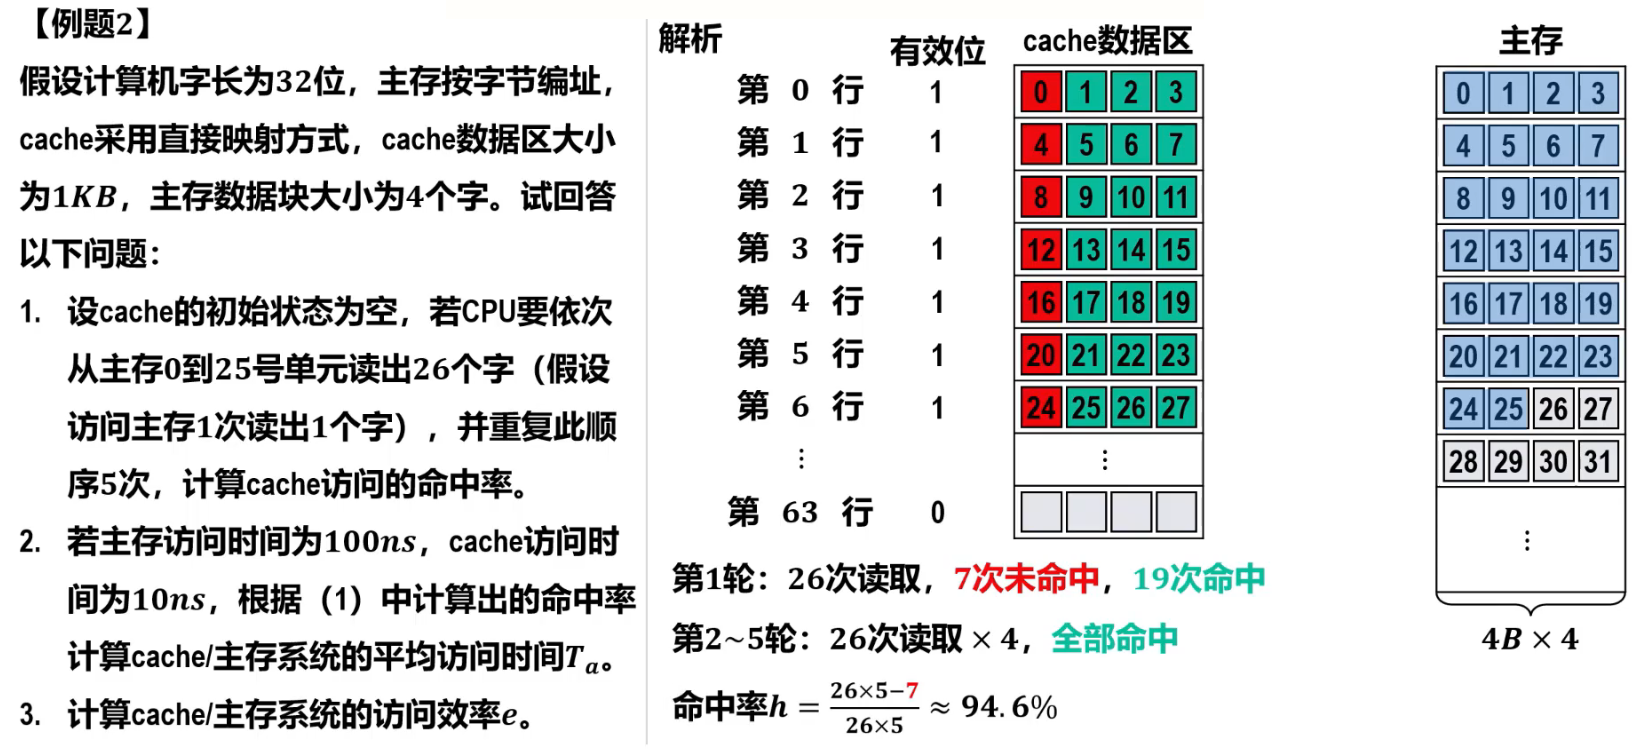 【例题2】
假设计算机字长为32位，主存按字节编址，
cache采用直接映射方式，cache数据区大小
为1KB，主存数据块大小为4个字。试回答
以下问题：
1. 设cache的初始状态为空，若CPU要依次
从主存0到25号单元读出26个字（假设
访问主存1次读出1个字），并重复此顺
序5次，计算cache访问的命中率。
2. 若主存访问时间为100ns，cache访问时
间为10ns，根据（1）中计算出的命中率
计算cache/主存系统的平均访问时间Tₐ。
3. 计算cache/主存系统的访问效率e。
解析
有效位 cache数据区
第 0 行 1 0 1 2 3
第 1 行 1 4 5 6 7
第 2 行 1 8 9 10 11
第 3 行 1 12 13 14 15
第 4 行 1 16 17 18 19
第 5 行 1 20 21 22 23
第 6 行 1 24 25 26 27
⋮ ⋮
第 63 行 0
第1轮：26次读取，7次未命中，19次命中
第2~5轮：26次读取 × 4，全部命中
命中率h = (26×5−7)/(26×5) ≈ 94.6%
主存
0 1 2 3
4 5 6 7
8 9 10 11
12 13 14 15
16 17 18 19
20 21 22 23
24 25 26 27
28 29 30 31
⋮
4B × 4